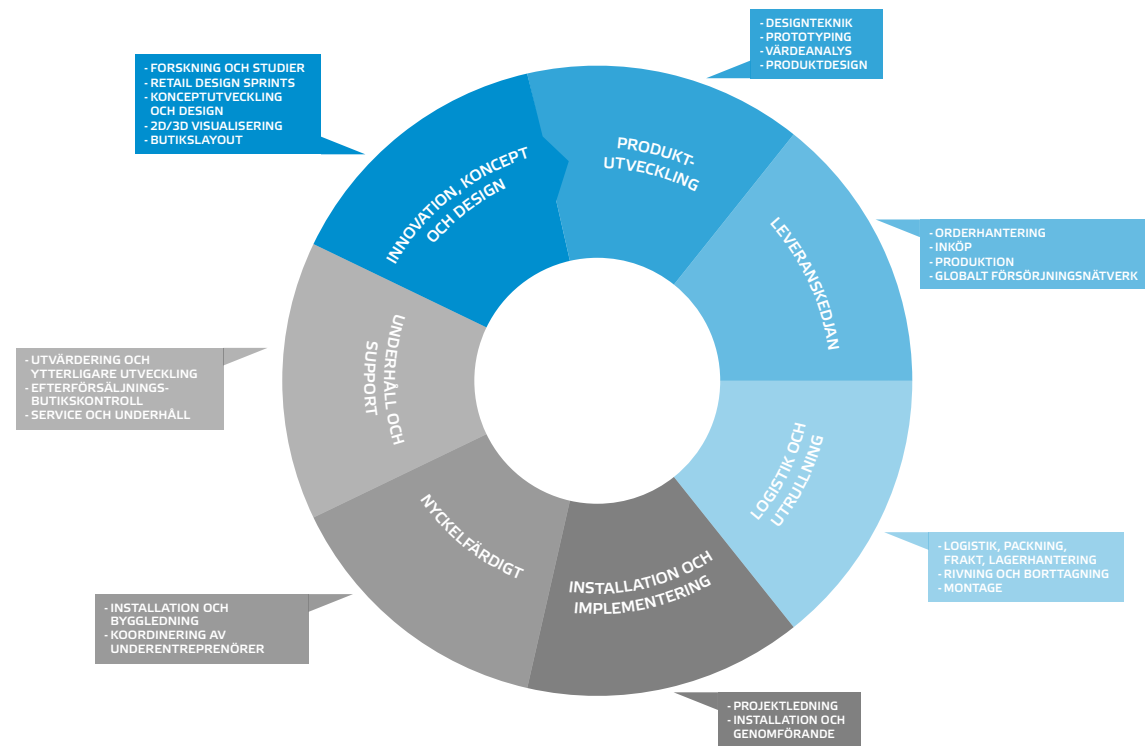 - DESIGNTEKNIK
- PROTOTYPING
- VÄRDEANALYS
- PRODUKTDESIGN
- FORSKNING OCH STUDIER
- RETAIL DESIGN SPRINTS
- KONCEPTUTVECKLING
OCH DESIGN
- 2D/3D VISUALISERING
- BUTIKSLAYOUT
INNOVATION, KONCEPT
OCH DESIGN
PRODUKT-
UTVECKLING
LEVERANSKEDJAN
- ORDERHANTERING
- INKÖP
- PRODUKTION
- GLOBALT FÖRSÖRJNINGSNÄTVERK
- UTVÄRDERING OCH
YTTERLIGARE UTVECKLING
- EFTERFÖRSÄLJNINGS-
BUTIKSKONTROLL
- SERVICE OCH UNDERHÅLL
UNDERHÅLL OCH
SUPPORT
LOGISTIK OCH
UTRULLNING
- LOGISTIK, PACKNING,
FRAKT, LAGERHANTERING
- RIVNING OCH BORTTAGNING
- MONTAGE
NYCKELFÄRDIGT
INSTALLATION OCH
IMPLEMENTERING
- INSTALLATION OCH
BYGGLEDNING
- KOORDINERING AV
UNDERENTREPRENÖRER
- PROJEKTLEDNING
- INSTALLATION OCH
GENOMFÖRANDE